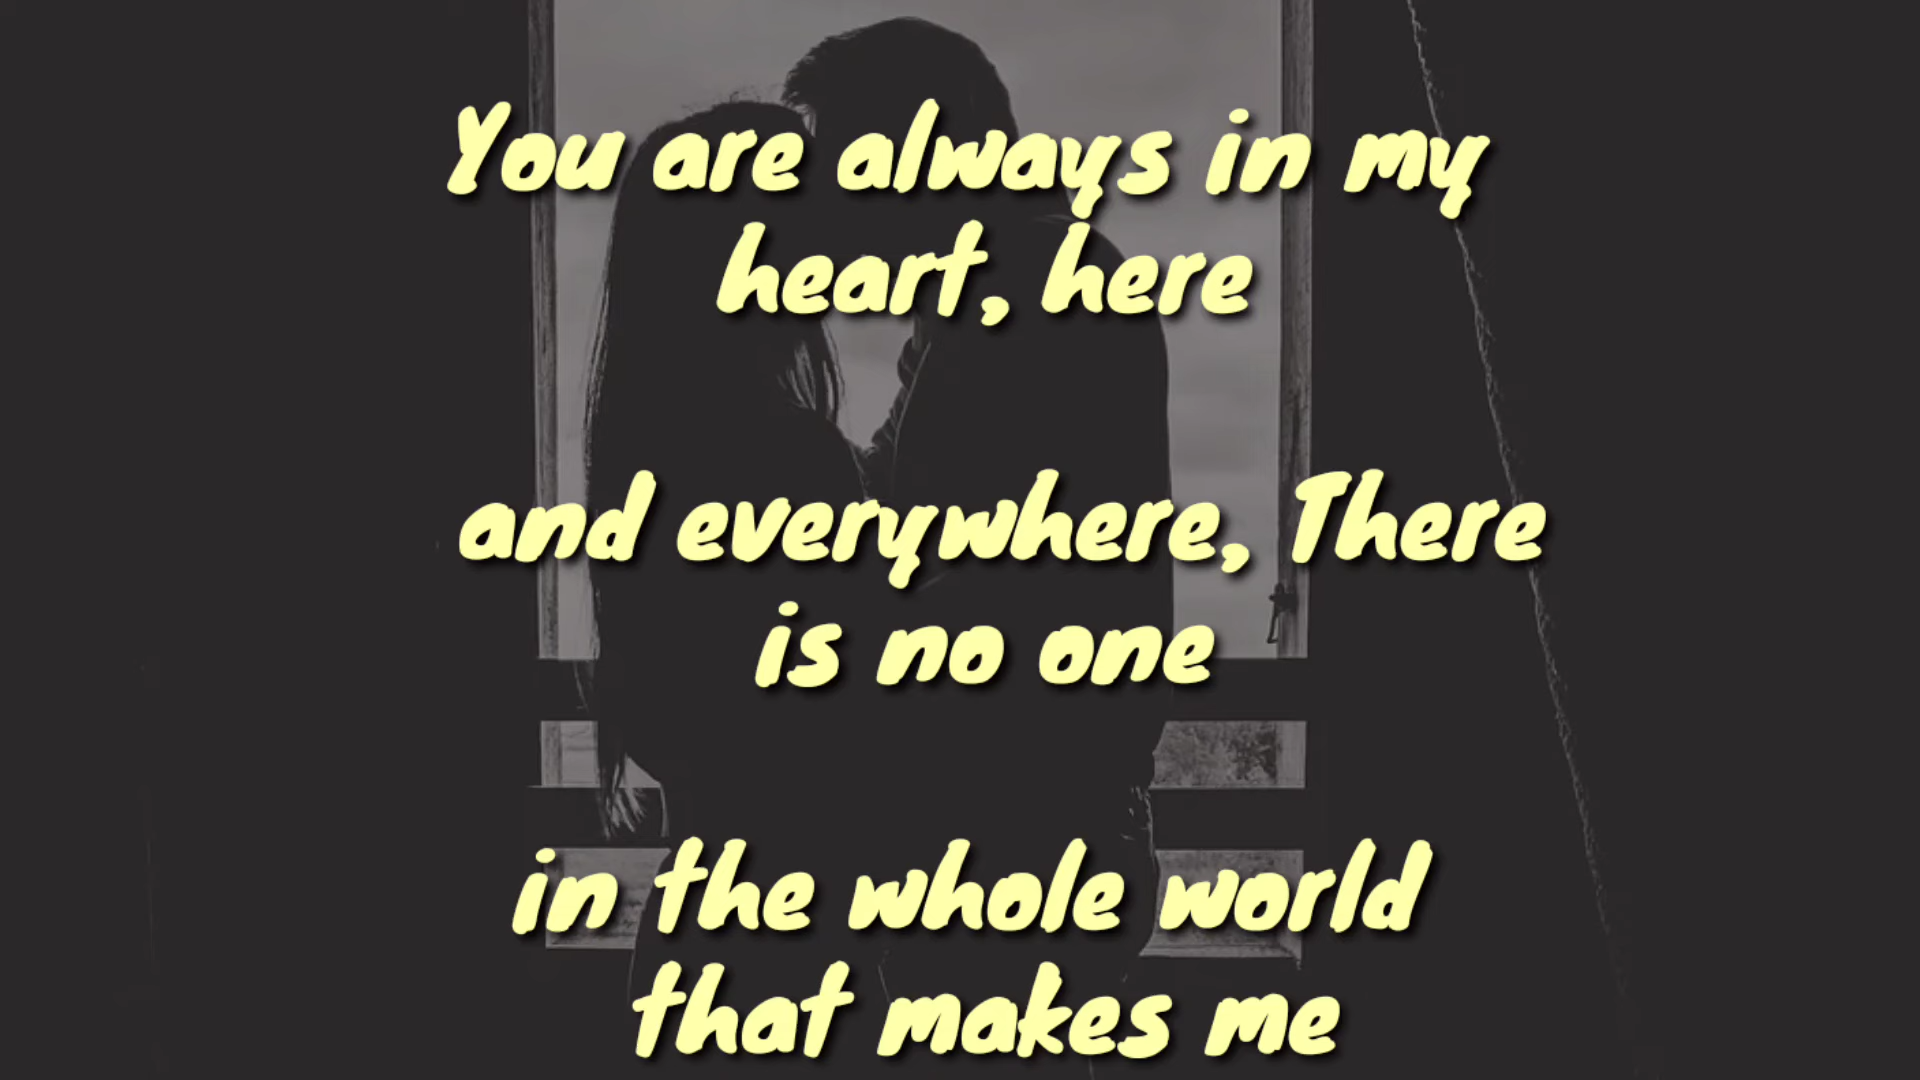 You are always in my
heart, here
and everywhere, There
is no one
in the whole world
that makes me